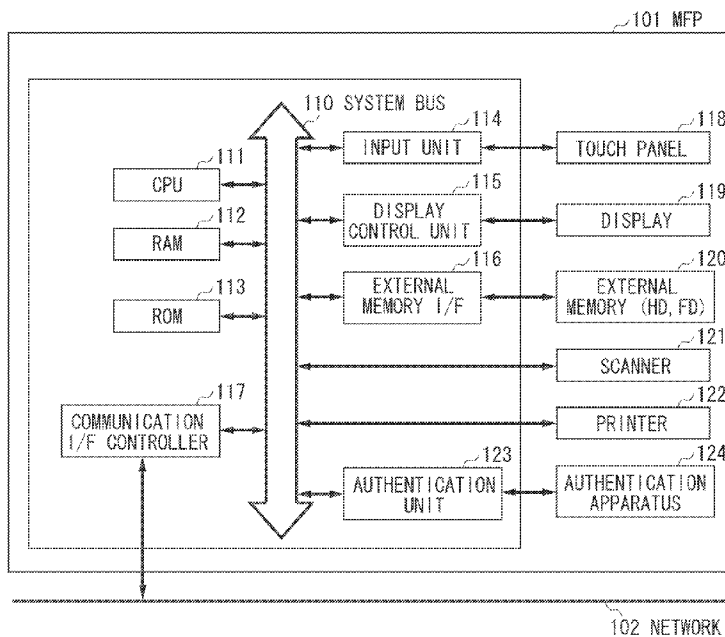 101 MFP
110 SYSTEM BUS
111
CPU
112
RAM
113
ROM
117
COMMUNICATION
I/F CONTROLLER
114
INPUT UNIT
115
DISPLAY
CONTROL UNIT
116
EXTERNAL
MEMORY I/F
123
AUTHENTICATION
UNIT
118
TOUCH PANEL
119
DISPLAY
120
EXTERNAL
MEMORY (HD, FD)
121
SCANNER
122
PRINTER
124
AUTHENTICATION
APPARATUS
102 NETWORK